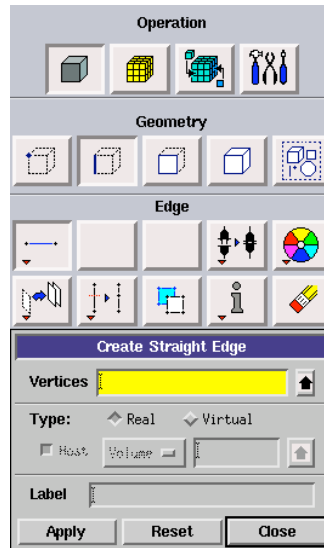 Operation
Geometry
Edge
Create Straight Edge
Vertices
Type: Real Virtual
Host Volume
Label
Apply Reset Close